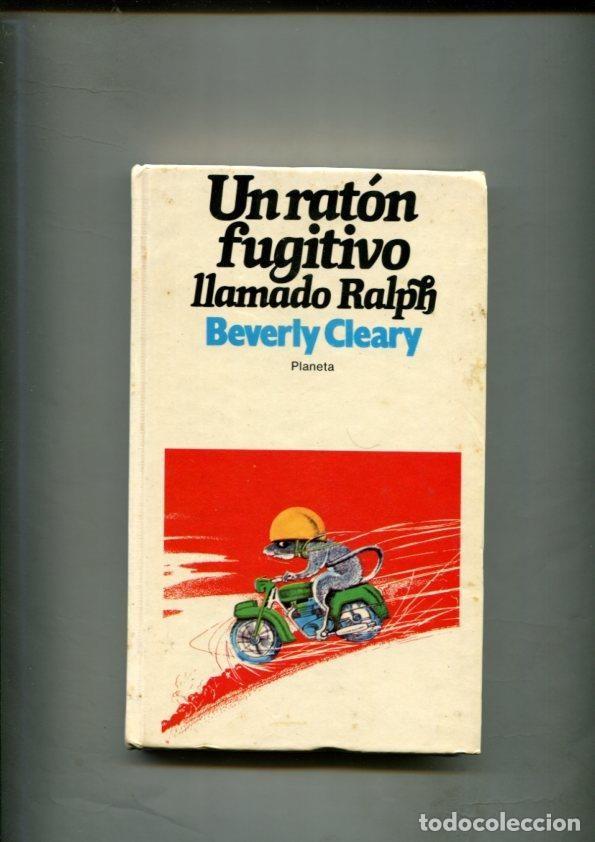 Un ratón
fugitivo
llamado Ralph
Beverly Cleary
Planeta
todocoleccion